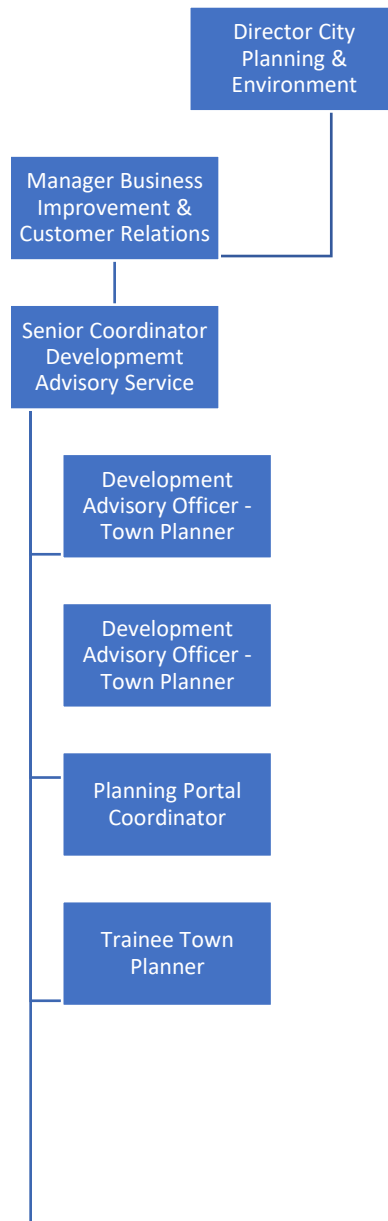 Director City
Planning &
Environment
Manager Business
Improvement &
Customer Relations
Senior Coordinator
Developmemt
Advisory Service
Development
Advisory Officer -
Town Planner
Development
Advisory Officer -
Town Planner
Planning Portal
Coordinator
Trainee Town
Planner